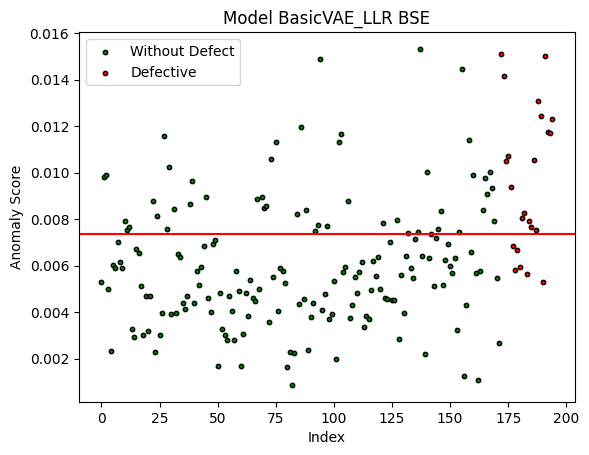 Model BasicVAE_LLR BSE
Without Defect
Defective
Anomaly Score
0.016
0.014
0.012
0.010
0.008
0.006
0.004
0.002
0 25 50 75 100 125 150 175 200
Index